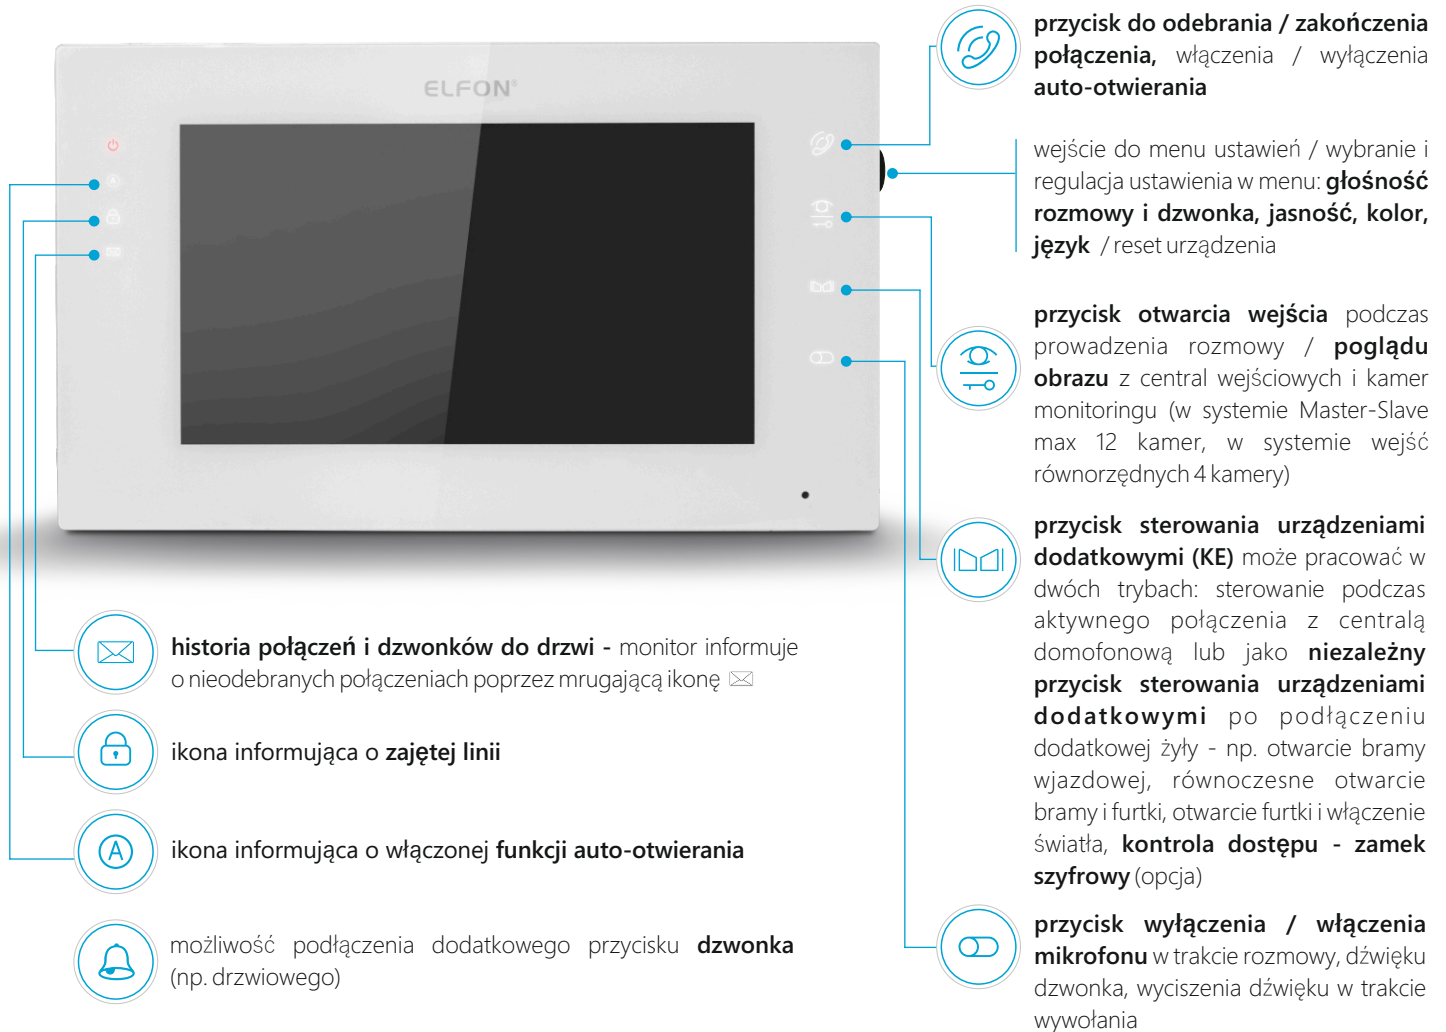 ELFON®
przycisk do odebrania / zakończenia
połączenia, włączenia / wyłączenia
auto-otwierania
wejście do menu ustawień / wybranie i
regulacja ustawienia w menu: głośność
rozmowy i dzwonka, jasność, kolor,
język / reset urządzenia
przycisk otwarcia wejścia podczas
prowadzenia rozmowy / poglądu
obrazu z central wejściowych i kamer
monitoringu (w systemie Master-Slave
max 12 kamer, w systemie wejść
równorzędnych 4 kamery)
przycisk sterowania urządzeniami
dodatkowymi (KE) może pracować w
dwóch trybach: sterowanie podczas
aktywnego połączenia z centralą
domofonową lub jako niezależny
przycisk sterowania urządzeniami
dodatkowymi po podłączeniu
dodatkowej żyły - np. otwarcie bramy
wjazdowej, równoczesne otwarcie
bramy i furtki, otwarcie furtki i włączenie
światła, kontrola dostępu - zamek
szyfrowy (opcja)
przycisk wyłączenia / włączenia
mikrofonu w trakcie rozmowy, dźwięku
dzwonka, wyciszenia dźwięku w trakcie
wywołania
historia połączeń i dzwonków do drzwi - monitor informuje
o nieodebranych połączeniach poprzez mrugającą ikonę
ikona informująca o zajętej linii
A
ikona informująca o włączonej funkcji auto-otwierania
możliwość podłączenia dodatkowego przycisku dzwonka
(np. drzwiowego)